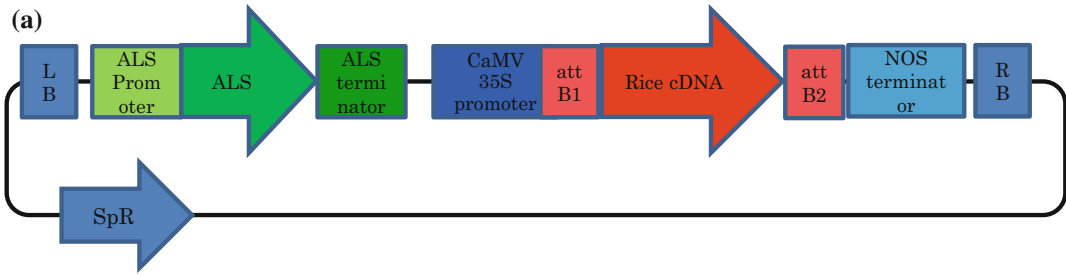 (a)
L
B
ALS
Prom
oter
ALS
ALS
termi
nator
CaMV
35S
promoter
att
B1
Rice cDNA
att
B2
NOS
terminat
or
R
B
SpR